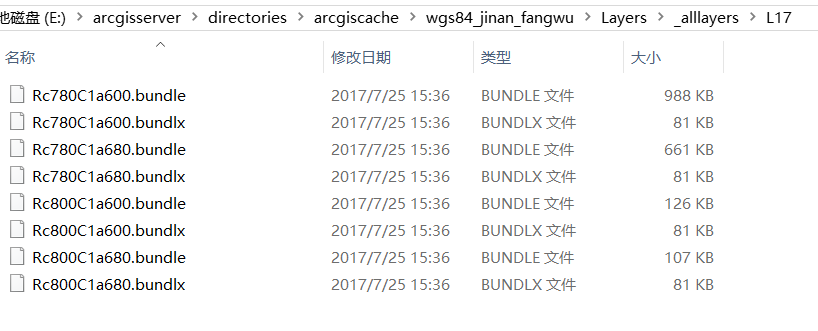 地磁盘 (E:) › arcgisserver › directories › arcgiscache › wgs84_jinan_fangwu › Layers › _alllayers › L17
名称 修改日期 类型 大小
Rc780C1a600.bundle 2017/7/25 15:36 BUNDLE 文件 988 KB
Rc780C1a600.bundlx 2017/7/25 15:36 BUNDLX 文件 81 KB
Rc780C1a680.bundle 2017/7/25 15:36 BUNDLE 文件 661 KB
Rc780C1a680.bundlx 2017/7/25 15:36 BUNDLX 文件 81 KB
Rc800C1a600.bundle 2017/7/25 15:36 BUNDLE 文件 126 KB
Rc800C1a600.bundlx 2017/7/25 15:36 BUNDLX 文件 81 KB
Rc800C1a680.bundle 2017/7/25 15:36 BUNDLE 文件 107 KB
Rc800C1a680.bundlx 2017/7/25 15:36 BUNDLX 文件 81 KB